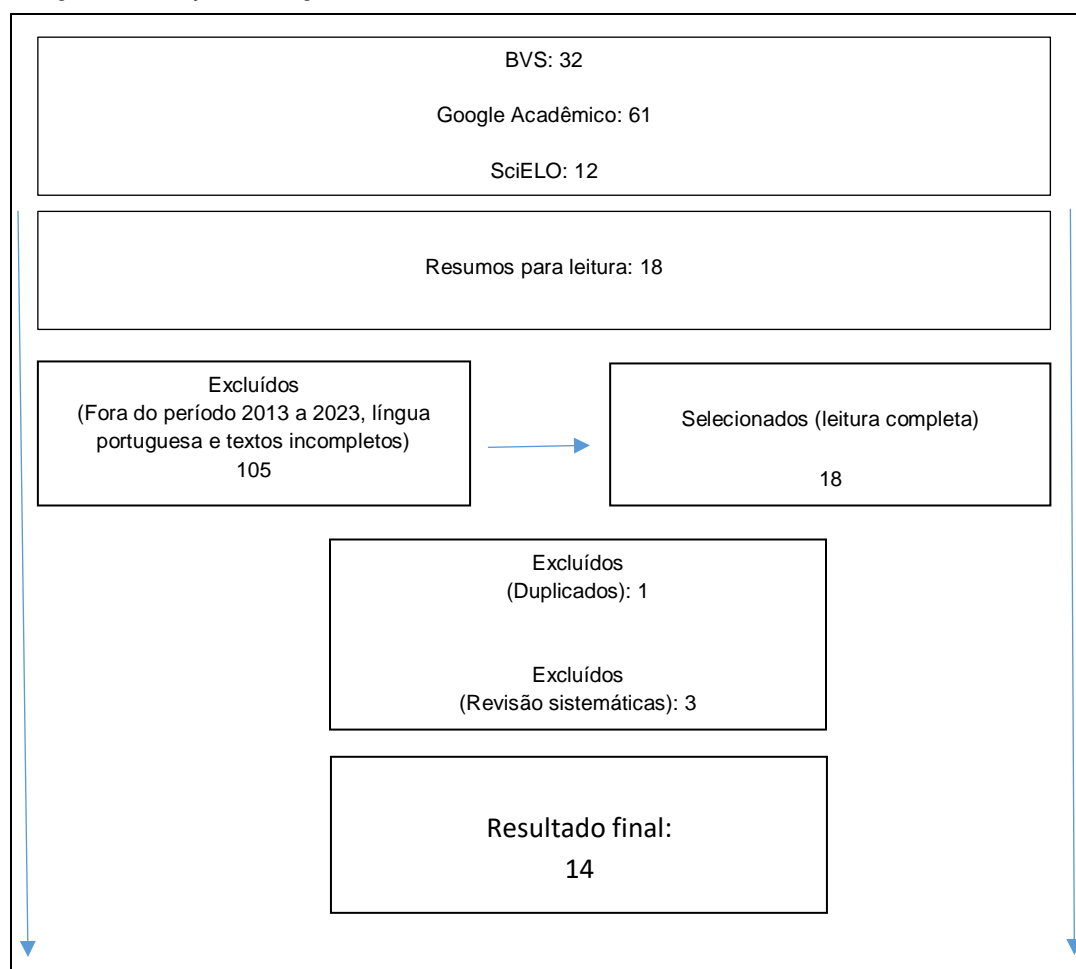 BVS: 32
Google Acadêmico: 61
SciELO: 12
Resumos para leitura: 18
Excluídos
(Fora do período 2013 a 2023, língua
portuguesa e textos incompletos)
105
Selecionados (leitura completa)
18
Excluídos
(Duplicados): 1
Excluídos
(Revisão sistemáticas): 3
Resultado final:
14